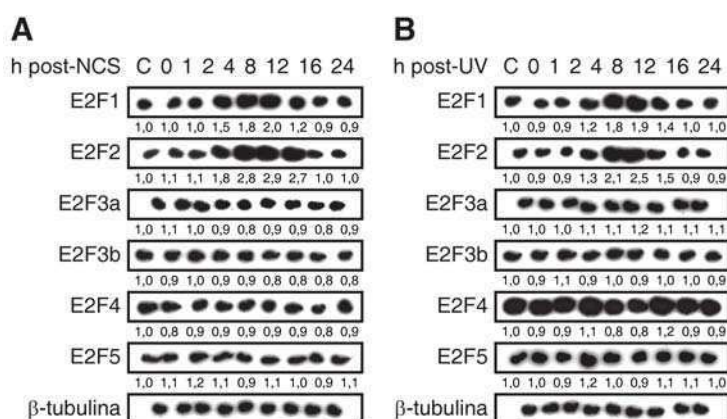 A
h post-NCS C 0 1 2 4 8 12 16 24
E2F1
1,0 1,0 1,0 1,5 1,8 2,0 1,2 0,9 0,9
E2F2
1,0 1,1 1,1 1,8 2,8 2,9 2,7 1,0 1,0
E2F3a
1,0 1,1 1,0 0,9 0,8 0,9 0,9 0,8 0,9
E2F3b
1,0 0,9 1,0 0,9 0,9 0,8 0,8 0,8 0,8
E2F4
1,0 0,8 0,9 0,9 0,9 0,9 0,9 0,8 0,9
E2F5
1,0 1,1 1,2 1,1 0,9 1,1 1,0 0,9 1,1
β-tubulina
B
h post-UV C 0 1 2 4 8 12 16 24
E2F1
1,0 0,9 0,9 1,2 1,8 1,9 1,4 1,0 1,0
E2F2
1,0 0,9 0,9 1,3 2,1 2,5 1,5 0,9 0,9
E2F3a
1,0 1,0 1,0 0,9 1,1 1,2 1,1 1,1 1,1
E2F3b
1,0 0,9 1,1 0,9 1,1 1,0 1,0 1,0 0,9
E2F4
1,0 0,9 0,9 1,1 0,8 0,8 1,2 0,9 0,9
E2F5
1,0 1,1 0,9 1,2 1,0 1,0 1,1 1,1 1,0
β-tubulina